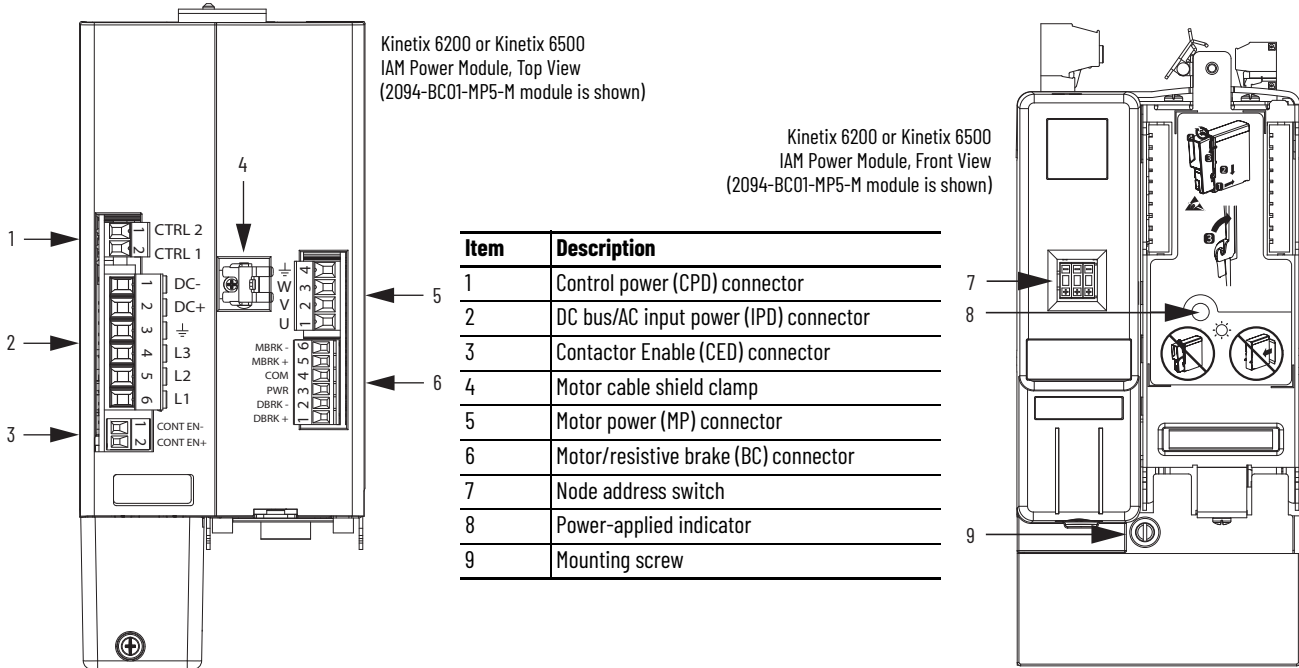 Kinetix 6200 or Kinetix 6500
IAM Power Module, Top View
(2094-BC01-MP5-M module is shown)
Kinetix 6200 or Kinetix 6500
IAM Power Module, Front View
(2094-BC01-MP5-M module is shown)
4
1
1 CTRL 2
2 CTRL 1
2
1 DC-
2 DC+
3
4 L3
5 L2
6 L1
3
1 CONT EN-
2 CONT EN+
4
W 3
V 2
U 1
5
MBRK - 6
MBRK + 5
COM 4
PWR 3
DBRK - 2
DBRK + 1
6
Item Description
1 Control power (CPD) connector
2 DC bus/AC input power (IPD) connector
3 Contactor Enable (CED) connector
4 Motor cable shield clamp
5 Motor power (MP) connector
6 Motor/resistive brake (BC) connector
7 Node address switch
8 Power-applied indicator
9 Mounting screw
7
8
9
3